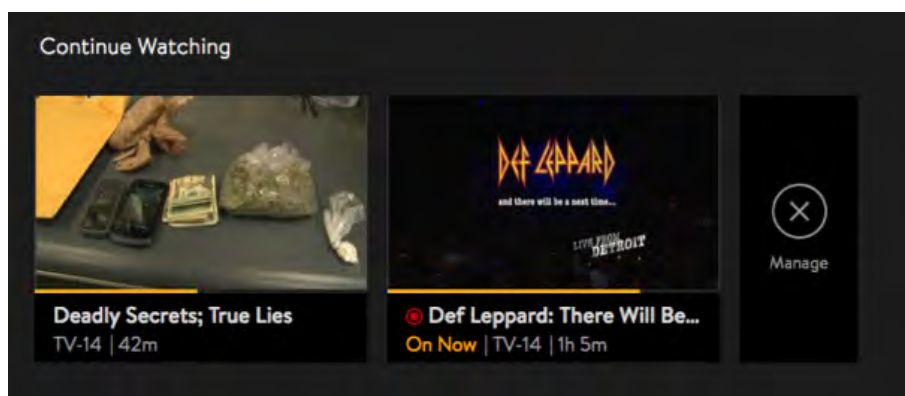 Continue Watching
DEF LEPPARD
and there will be a next time...
LIVE FROM
DETROIT
Manage
Deadly Secrets; True Lies
TV-14 | 42m
Def Leppard: There Will Be...
On Now | TV-14 | 1h 5m